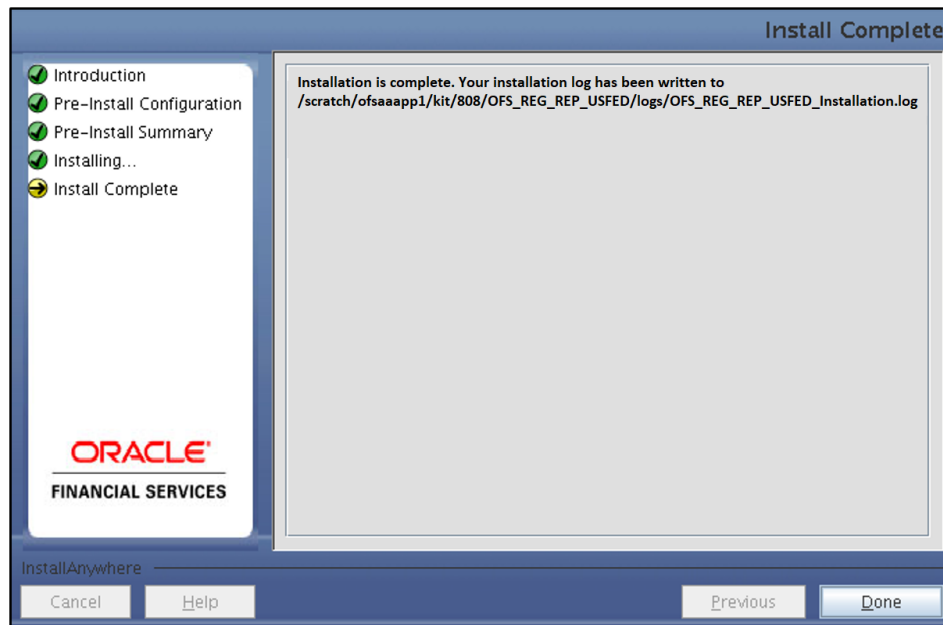 Install Complete
Introduction
Pre-Install Configuration
Pre-Install Summary
Installing...
Install Complete
Installation is complete. Your installation log has been written to
/scratch/ofsaaapp1/kit/808/OFS_REG_REP_USFED/logs/OFS_REG_REP_USFED_Installation.log
ORACLE'
FINANCIAL SERVICES
InstallAnywhere
Cancel
Help
Previous
Done